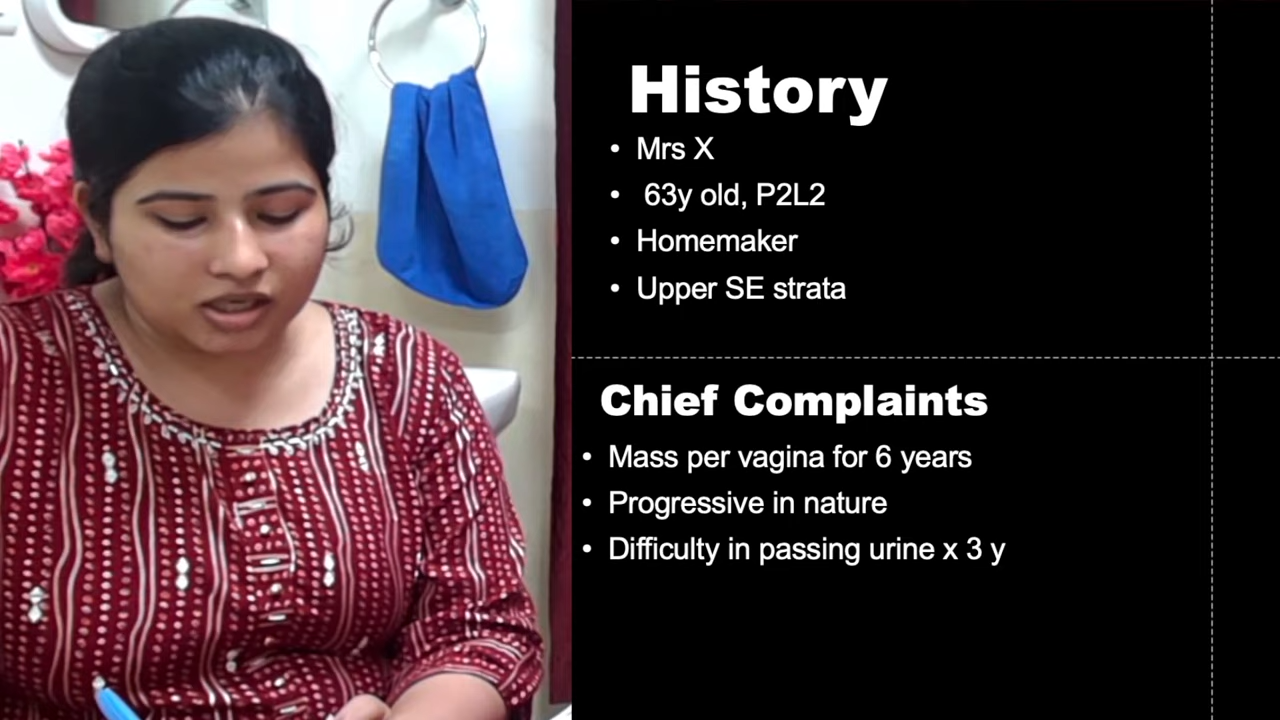 History
• Mrs X
• 63y old, P2L2
• Homemaker
• Upper SE strata
Chief Complaints
• Mass per vagina for 6 years
• Progressive in nature
• Difficulty in passing urine x 3 y